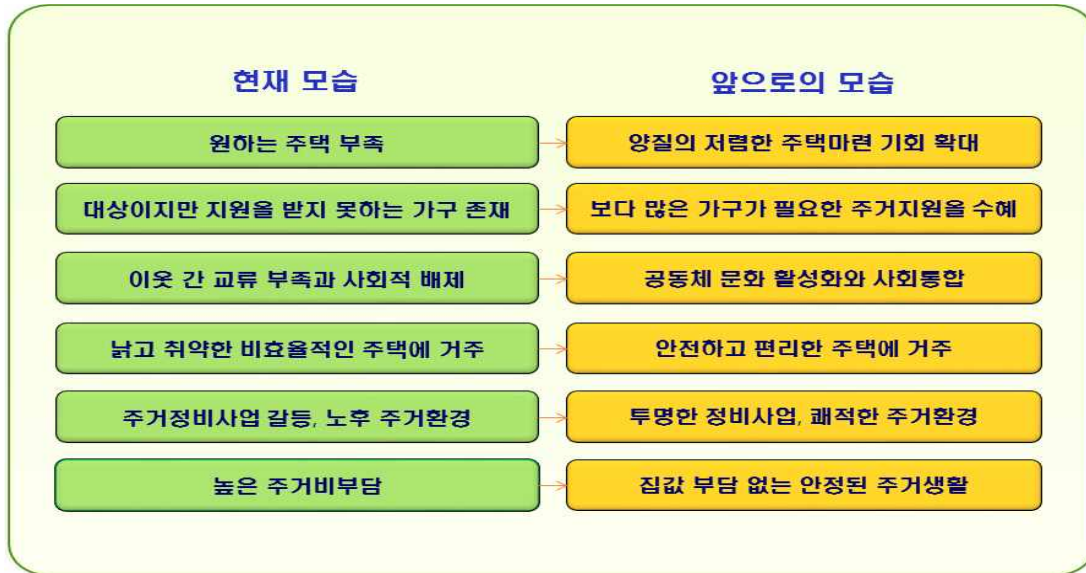 현재 모습
앞으로의 모습
원하는 주택 부족
양질의 저렴한 주택마련 기회 확대
대상이지만 지원을 받지 못하는 가구 존재
보다 많은 가구가 필요한 주거지원을 수혜
이웃 간 교류 부족과 사회적 배제
공동체 문화 활성화와 사회통합
낡고 취약한 비효율적인 주택에 거주
안전하고 편리한 주택에 거주
주거정비사업 갈등, 노후 주거환경
투명한 정비사업, 쾌적한 주거환경
높은 주거비부담
집값 부담 없는 안정된 주거생활